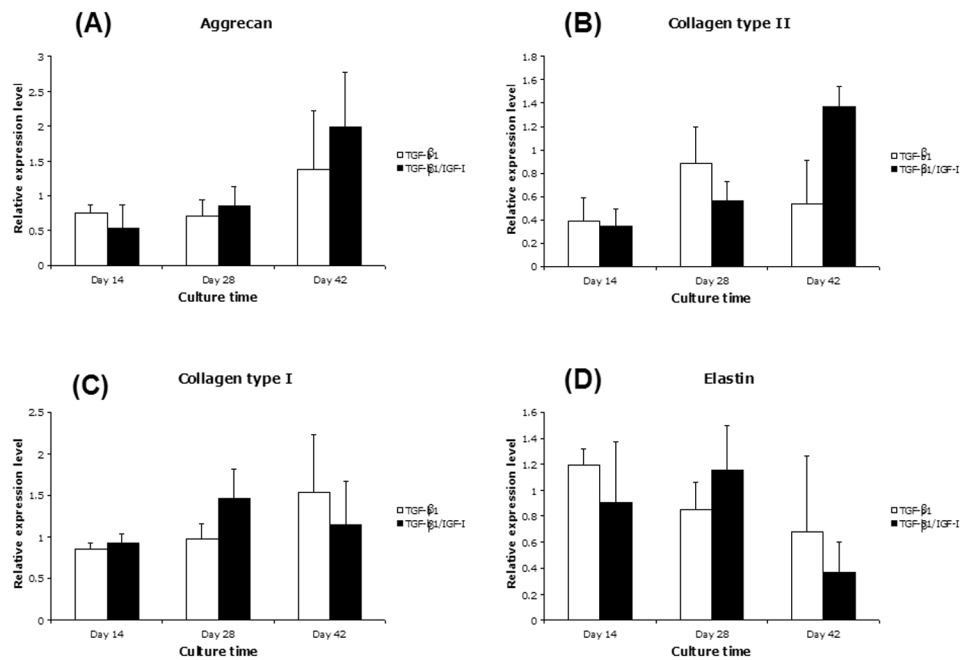 (A)
Aggrecan
Relative expression level
3
2.5
2
1.5
1
0.5
0
Day 14 Day 28 Day 42
Culture time
TGF-β1
TGF-β1/IGF-I
(B)
Collagen type II
Relative expression level
1.8
1.6
1.4
1.2
1
0.8
0.6
0.4
0.2
0
Day 14 Day 28 Day 42
Culture time
TGF-β1
TGF-β1/IGF-I
(C)
Collagen type I
Relative expression level
2.5
2
1.5
1
0.5
0
Day 14 Day 28 Day 42
Culture time
TGF-β1
TGF-β1/IGF-I
(D)
Elastin
Relative expression level
1.6
1.4
1.2
1
0.8
0.6
0.4
0.2
0
Day 14 Day 28 Day 42
Culture time
TGF-β1
TGF-β1/IGF-I